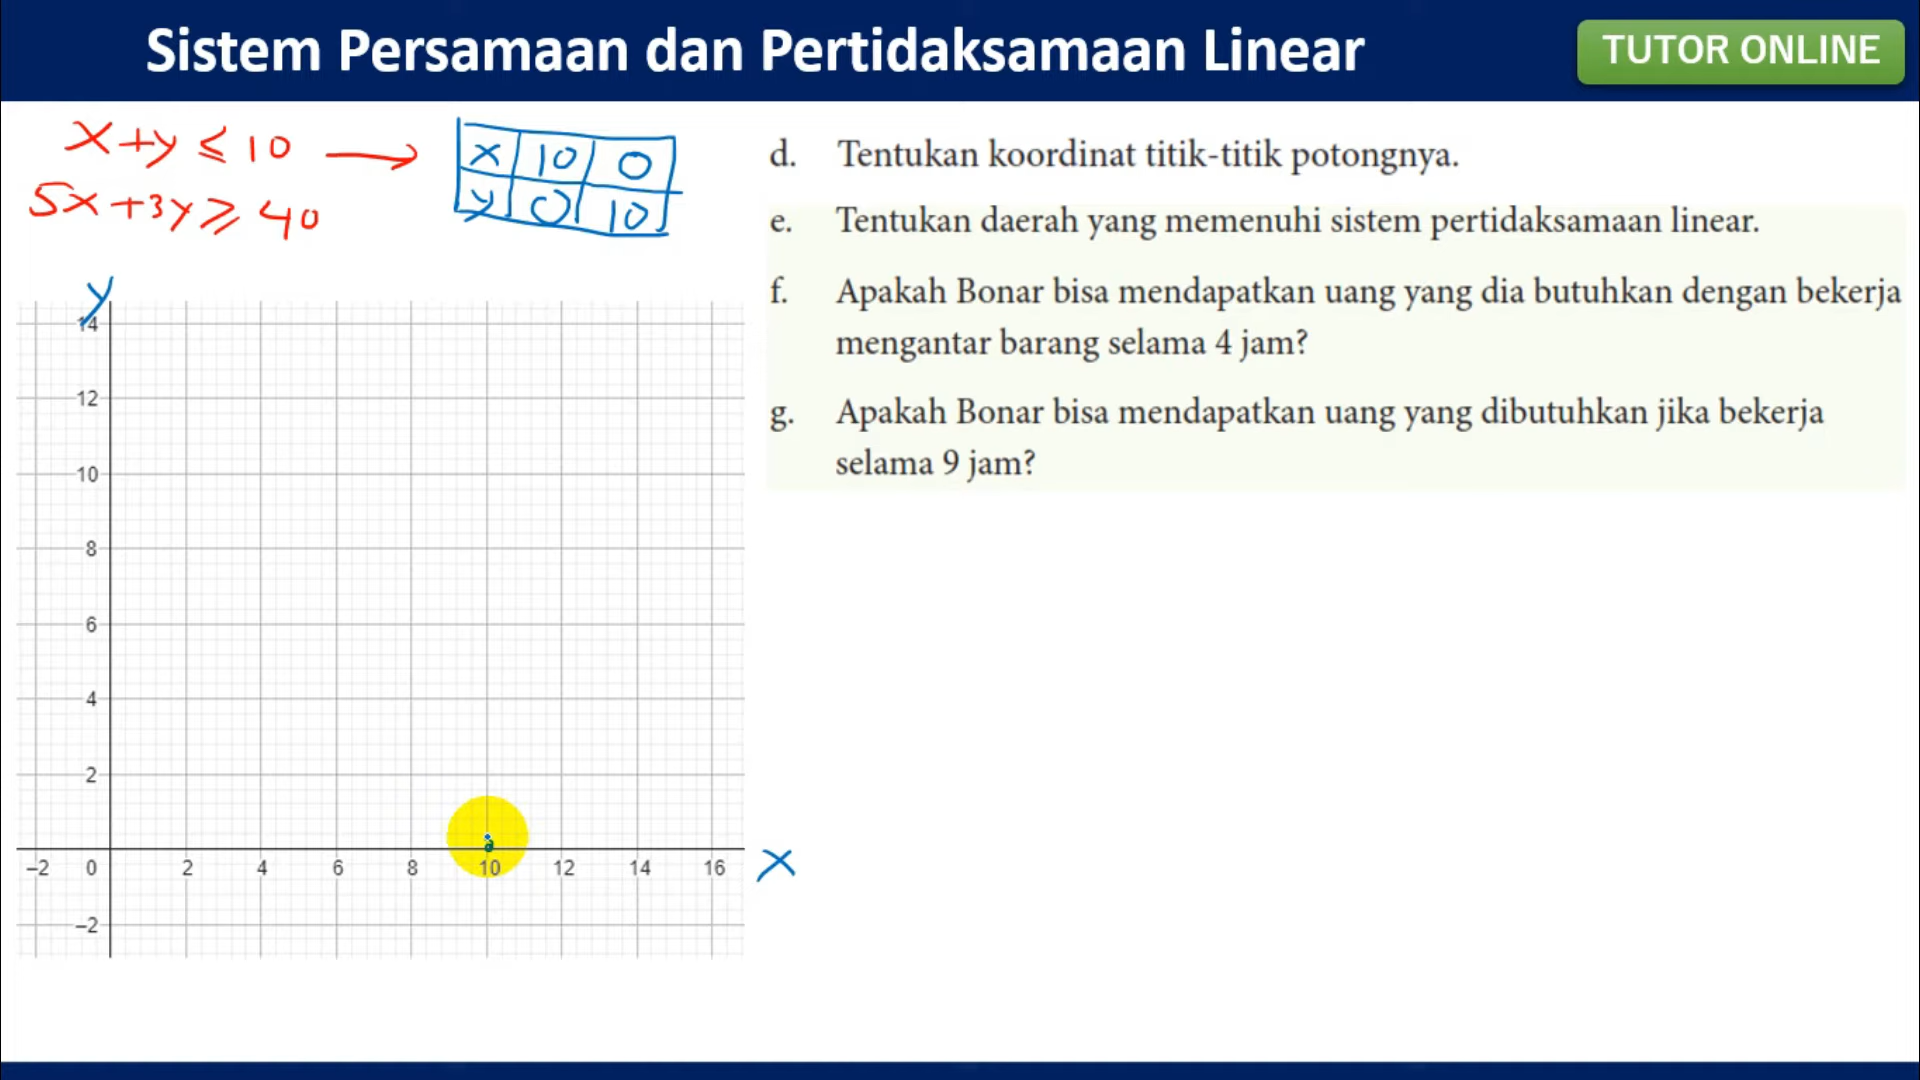 Sistem Persamaan dan Pertidaksamaan Linear
TUTOR ONLINE
x+y ≤ 10 →
5x+3y ≥ 40
x 10 0
y 0 10
d. Tentukan koordinat titik-titik potongnya.
e. Tentukan daerah yang memenuhi sistem pertidaksamaan linear.
f. Apakah Bonar bisa mendapatkan uang yang dia butuhkan dengan bekerja
mengantar barang selama 4 jam?
g. Apakah Bonar bisa mendapatkan uang yang dibutuhkan jika bekerja
selama 9 jam?
y
14
12
10
8
6
4
2
–2 0 2 4 6 8 10 12 14 16 x
–2